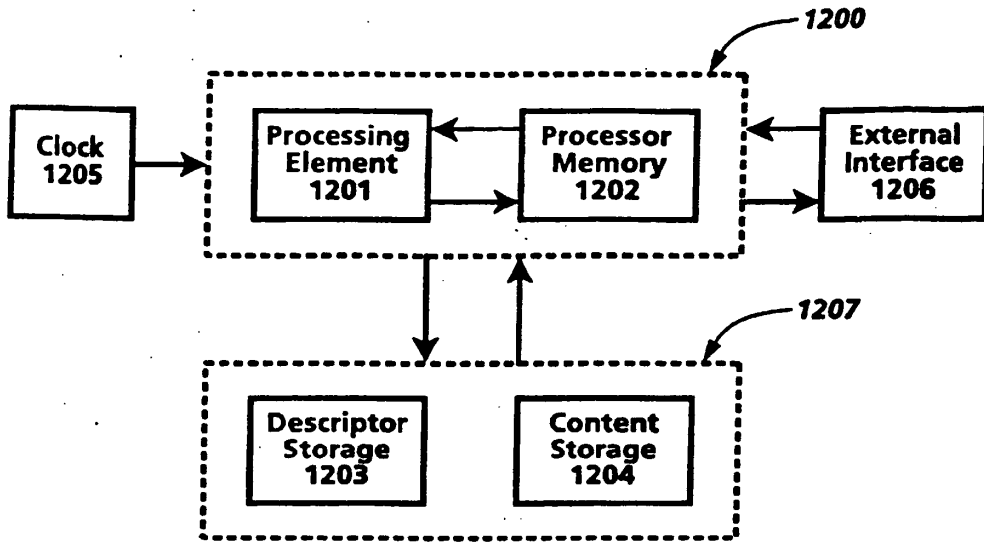 1200
Clock
1205
Processing
Element
1201
Processor
Memory
1202
External
Interface
1206
1207
Descriptor
Storage
1203
Content
Storage
1204